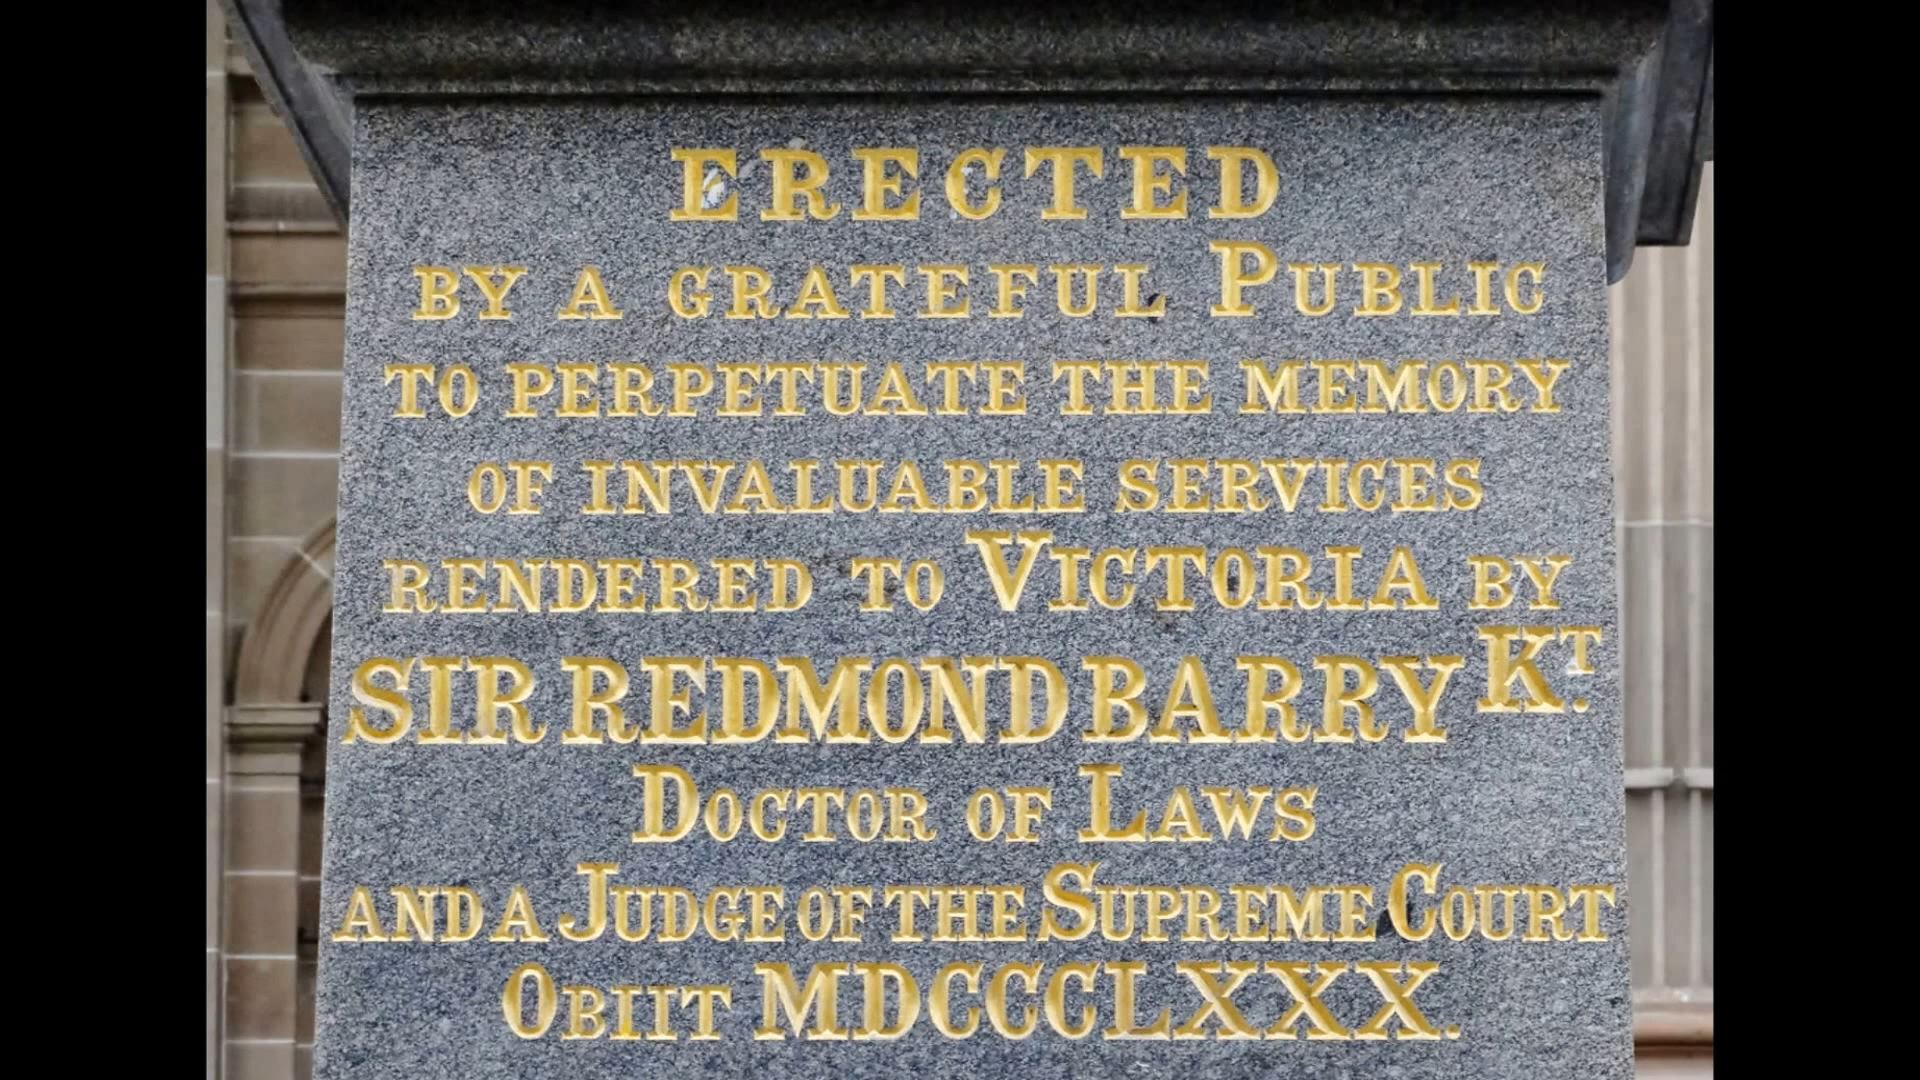 ERECTED
BY A GRATEFUL PUBLIC
TO PERPETUATE THE MEMORY
OF INVALUABLE SERVICES
RENDERED TO VICTORIA BY
SIR REDMOND BARRY KT.
DOCTOR OF LAWS
AND A JUDGE OF THE SUPREME COURT
OBIIT MDCCCLXXX.